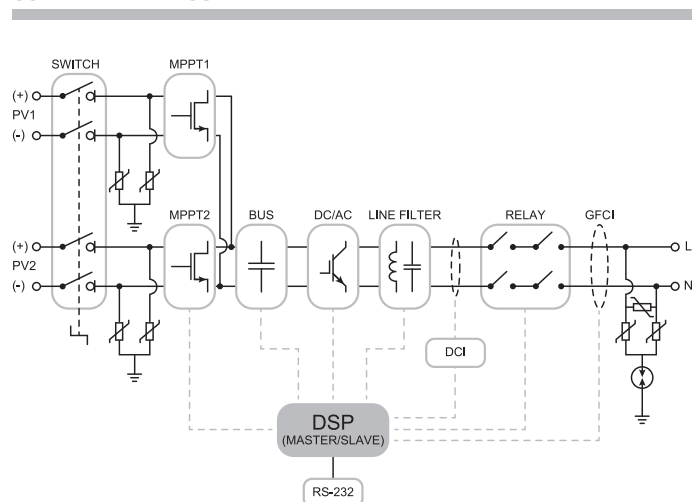 SWITCH MPPT1
(+)
PV1
(-)
MPPT2 BUS DC/AC LINE FILTER RELAY GFCI
(+) L
PV2
(-) N
DCI
DSP
(MASTER/SLAVE)
RS-232